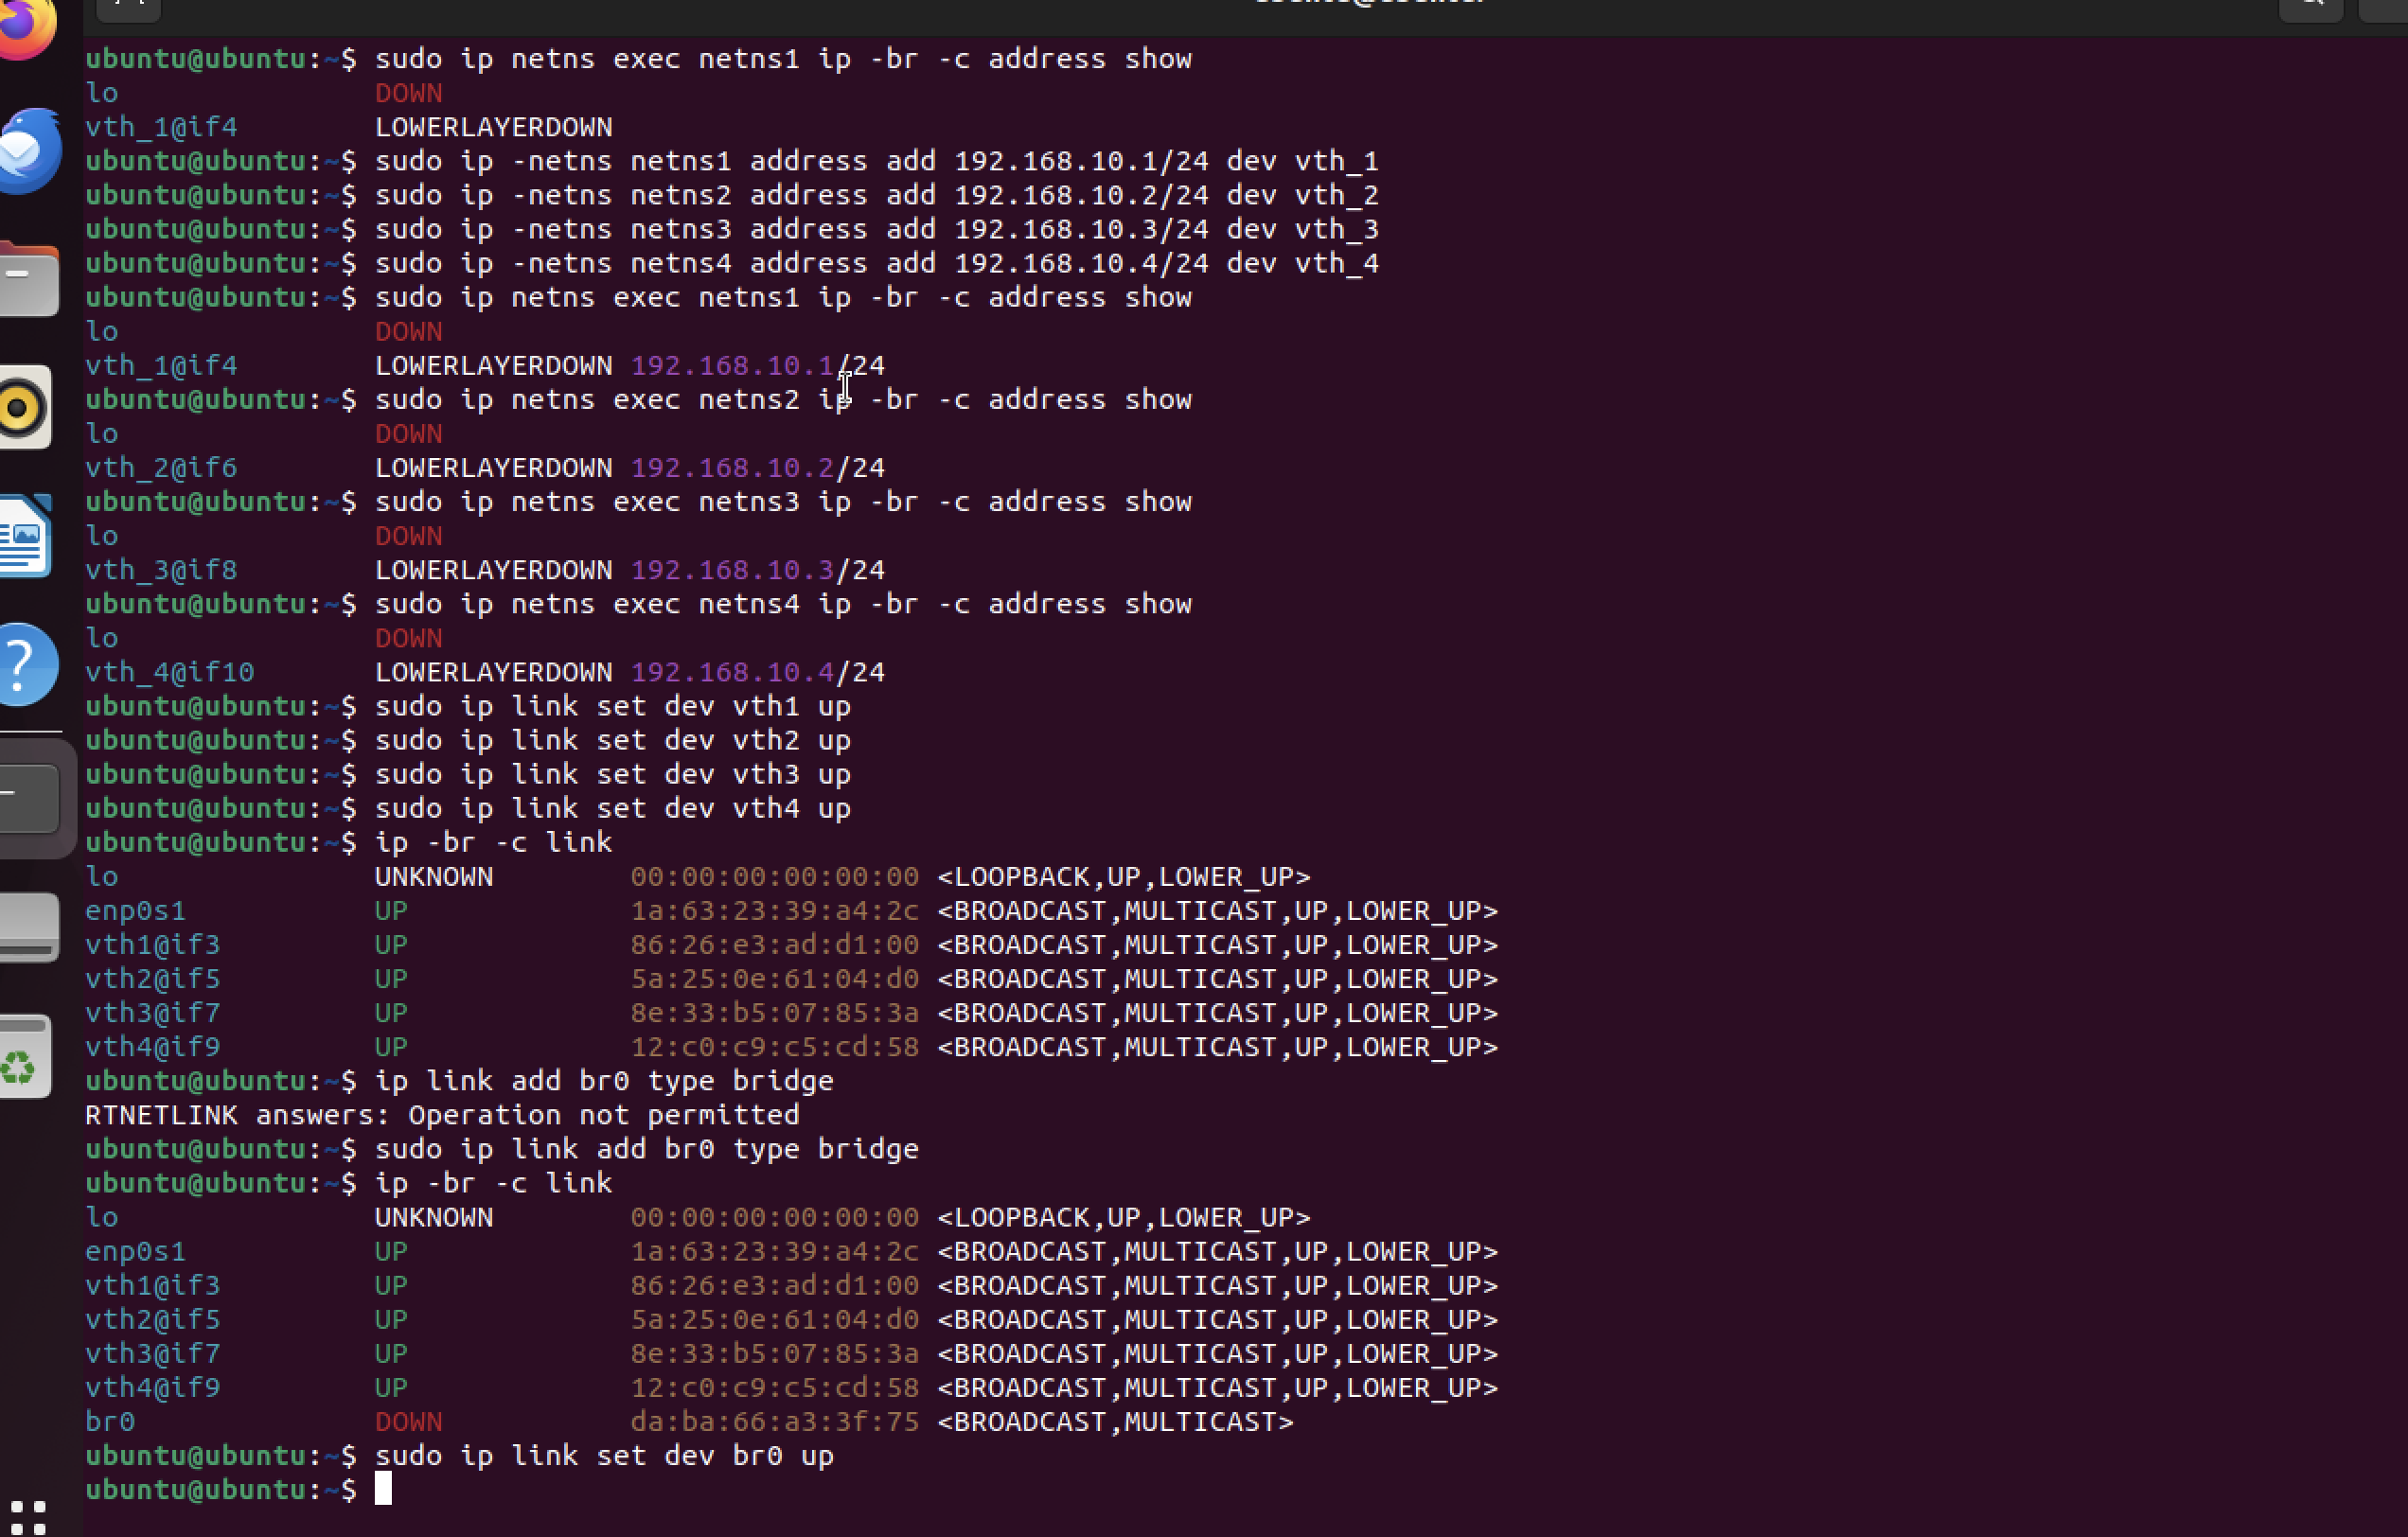 ubuntu@ubuntu:~$ sudo ip netns exec netns1 ip -br -c address show
lo DOWN
vth_1@if4 LOWERLAYERDOWN
ubuntu@ubuntu:~$ sudo ip -netns netns1 address add 192.168.10.1/24 dev vth_1
ubuntu@ubuntu:~$ sudo ip -netns netns2 address add 192.168.10.2/24 dev vth_2
ubuntu@ubuntu:~$ sudo ip -netns netns3 address add 192.168.10.3/24 dev vth_3
ubuntu@ubuntu:~$ sudo ip -netns netns4 address add 192.168.10.4/24 dev vth_4
ubuntu@ubuntu:~$ sudo ip netns exec netns1 ip -br -c address show
lo DOWN
vth_1@if4 LOWERLAYERDOWN 192.168.10.1/24
ubuntu@ubuntu:~$ sudo ip netns exec netns2 ip -br -c address show
lo DOWN
vth_2@if6 LOWERLAYERDOWN 192.168.10.2/24
ubuntu@ubuntu:~$ sudo ip netns exec netns3 ip -br -c address show
lo DOWN
vth_3@if8 LOWERLAYERDOWN 192.168.10.3/24
ubuntu@ubuntu:~$ sudo ip netns exec netns4 ip -br -c address show
lo DOWN
vth_4@if10 LOWERLAYERDOWN 192.168.10.4/24
ubuntu@ubuntu:~$ sudo ip link set dev vth1 up
ubuntu@ubuntu:~$ sudo ip link set dev vth2 up
ubuntu@ubuntu:~$ sudo ip link set dev vth3 up
ubuntu@ubuntu:~$ sudo ip link set dev vth4 up
ubuntu@ubuntu:~$ ip -br -c link
lo UNKNOWN 00:00:00:00:00:00 <LOOPBACK,UP,LOWER_UP>
enp0s1 UP 1a:63:23:39:a4:2c <BROADCAST,MULTICAST,UP,LOWER_UP>
vth1@if3 UP 86:26:e3:ad:d1:00 <BROADCAST,MULTICAST,UP,LOWER_UP>
vth2@if5 UP 5a:25:0e:61:04:d0 <BROADCAST,MULTICAST,UP,LOWER_UP>
vth3@if7 UP 8e:33:b5:07:85:3a <BROADCAST,MULTICAST,UP,LOWER_UP>
vth4@if9 UP 12:c0:c9:c5:cd:58 <BROADCAST,MULTICAST,UP,LOWER_UP>
ubuntu@ubuntu:~$ ip link add br0 type bridge
RTNETLINK answers: Operation not permitted
ubuntu@ubuntu:~$ sudo ip link add br0 type bridge
ubuntu@ubuntu:~$ ip -br -c link
lo UNKNOWN 00:00:00:00:00:00 <LOOPBACK,UP,LOWER_UP>
enp0s1 UP 1a:63:23:39:a4:2c <BROADCAST,MULTICAST,UP,LOWER_UP>
vth1@if3 UP 86:26:e3:ad:d1:00 <BROADCAST,MULTICAST,UP,LOWER_UP>
vth2@if5 UP 5a:25:0e:61:04:d0 <BROADCAST,MULTICAST,UP,LOWER_UP>
vth3@if7 UP 8e:33:b5:07:85:3a <BROADCAST,MULTICAST,UP,LOWER_UP>
vth4@if9 UP 12:c0:c9:c5:cd:58 <BROADCAST,MULTICAST,UP,LOWER_UP>
br0 DOWN da:ba:66:a3:3f:75 <BROADCAST,MULTICAST>
ubuntu@ubuntu:~$ sudo ip link set dev br0 up
ubuntu@ubuntu:~$